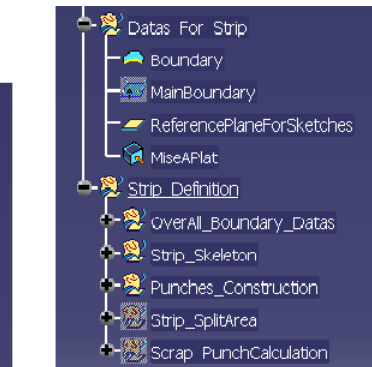 Datas For Strip
Boundary
MainBoundary
ReferencePlaneForSketches
MiseAPlat
Strip_Definition
OverAll_Boundary_Datas
Strip_Skeleton
Punches_Construction
Strip_SplitArea
Scrap PunchCalculation